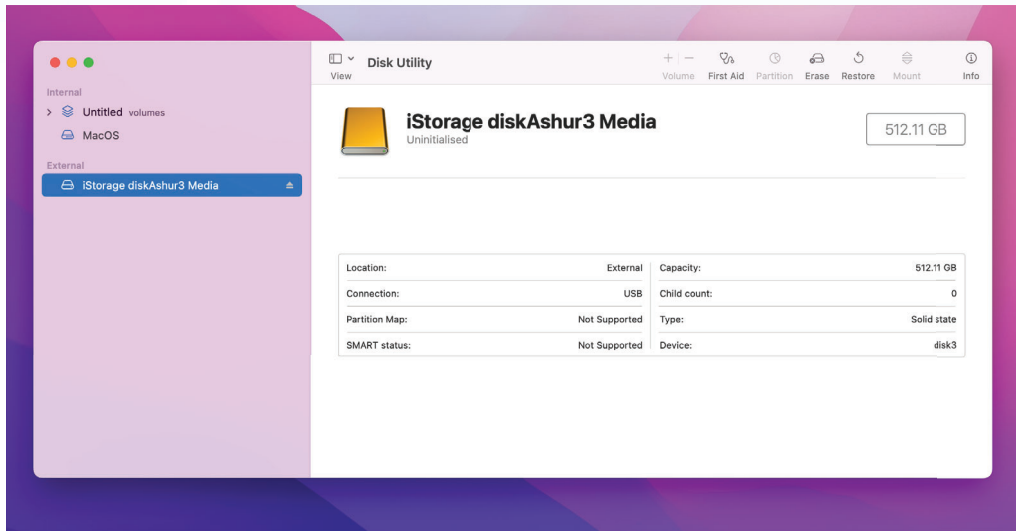 Disk Utility
View
Volume First Aid Partition Erase Restore Mount Info
Internal
Untitled volumes
MacOS
External
iStorage diskAshur3 Media
iStorage diskAshur3 Media
Uninitialised
512.11 GB
Location: External Capacity: 512.11 GB
Connection: USB Child count: 0
Partition Map: Not Supported Type: Solid state
SMART status: Not Supported Device: disk3